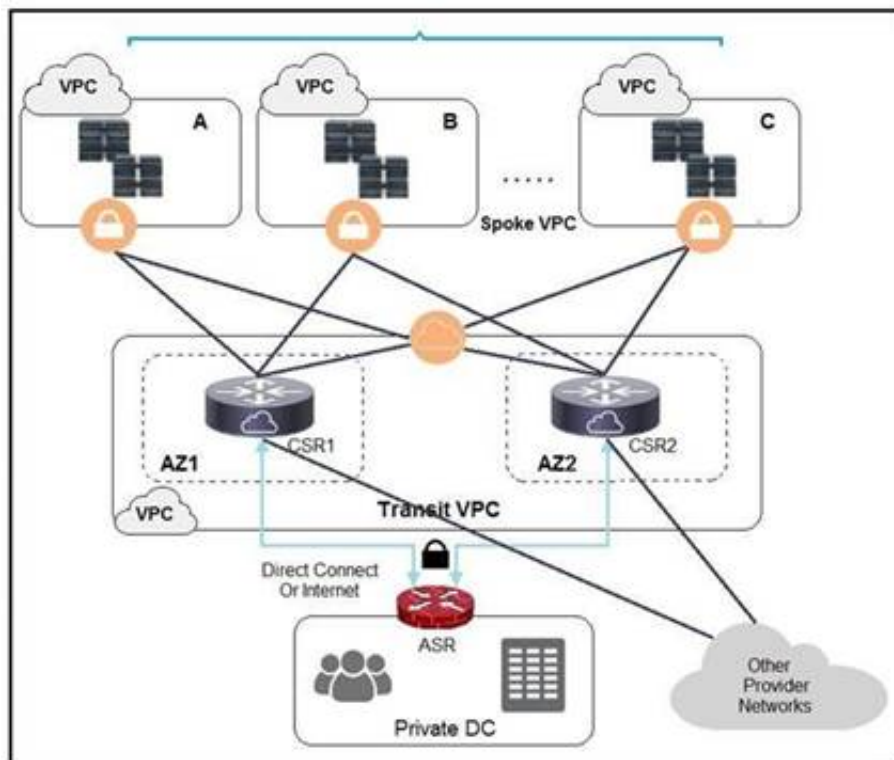 VPC
A
VPC
B
VPC
C
.....
Spoke VPC
CSR1
AZ1
CSR2
AZ2
VPC
Transit VPC
Direct Connect
Or Internet
ASR
Private DC
Other
Provider
Networks